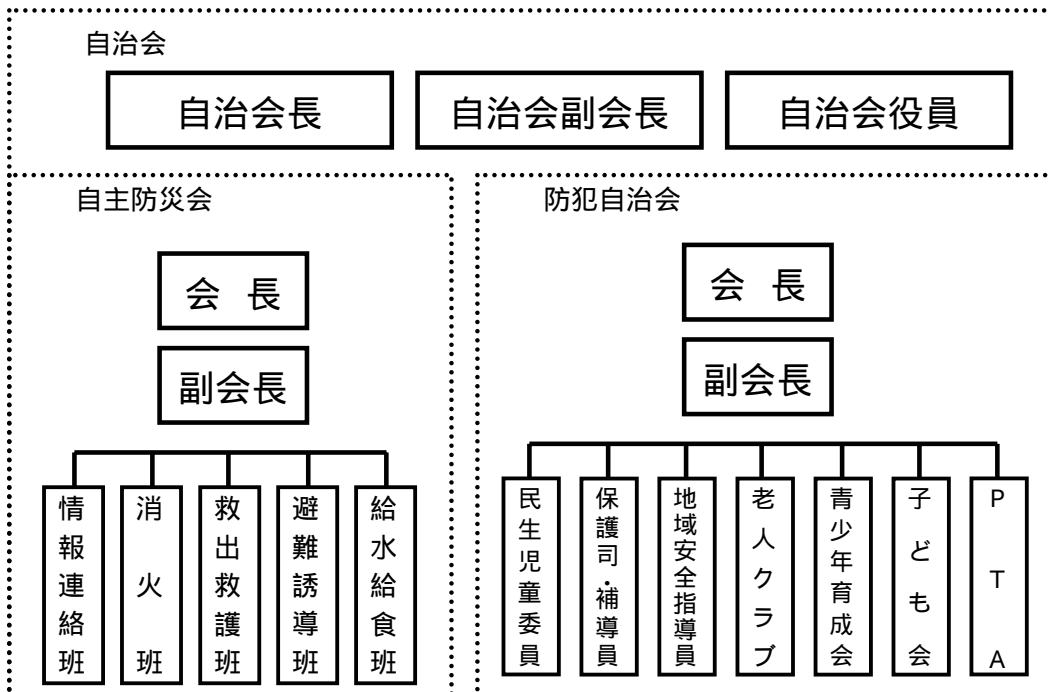 自治会
自治会長
自治会副会長
自治会役員
自主防災会
会 長
副会長
情報連絡班
消火班
救出救護班
避難誘導班
給水給食班
防犯自治会
会 長
副会長
民生児童委員
保護司・補導員
地域安全指導員
老人クラブ
青少年育成会
子ども会
PTA